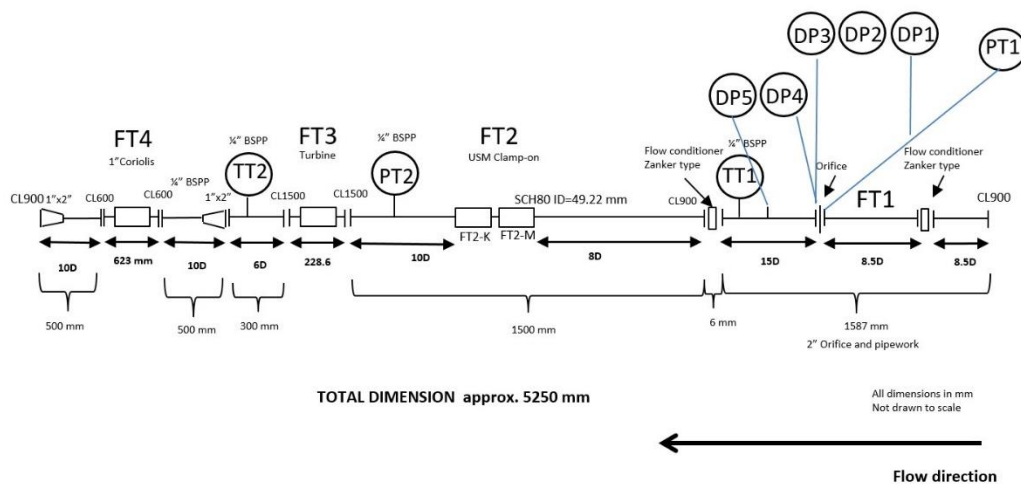 DP3
DP2
DP1
PT1
DP5
DP4
FT4
1"Coriolis
¼" BSPP
TT2
FT3
Turbine
¼" BSPP
PT2
FT2
USM Clamp-on
Flow conditioner
Zanker type
¼" BSPP
TT1
Orifice
Flow conditioner
Zanker type
FT1
CL900 1"x2"
CL600
CL600
¼" BSPP
1"x2"
CL1500
CL1500
SCH80 ID=49.22 mm
CL900
CL900
FT2-K
FT2-M
10D
623 mm
10D
6D
228.6
10D
8D
15D
8.5D
8.5D
500 mm
500 mm
300 mm
1500 mm
6 mm
1587 mm
2" Orifice and pipework
TOTAL DIMENSION approx. 5250 mm
All dimensions in mm
Not drawn to scale
Flow direction